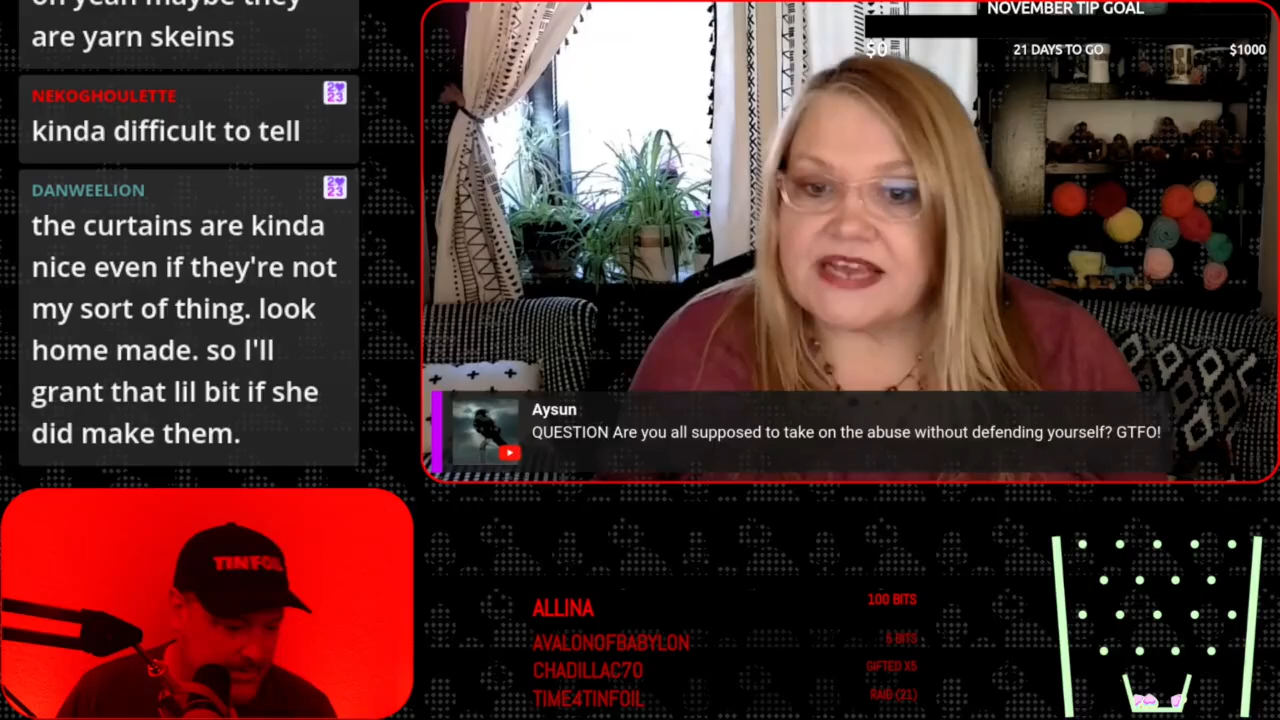 on yeah maybe they
are yarn skeins
NEKOGHOULETTE
kinda difficult to tell
DANWEELION
the curtains are kinda
nice even if they're not
my sort of thing. look
home made. so I'll
grant that lil bit if she
did make them.
NOVEMBER TIP GOAL
$0
21 DAYS TO GO
$1000
Aysun
QUESTION Are you all supposed to take on the abuse without defending yourself? GTFO!
TINFOIL
ALLINA
100 BITS
AVALONOFBABYLON
5 BITS
CHADILLAC70
GIFTED X5
TIME4TINFOIL
RAID (21)